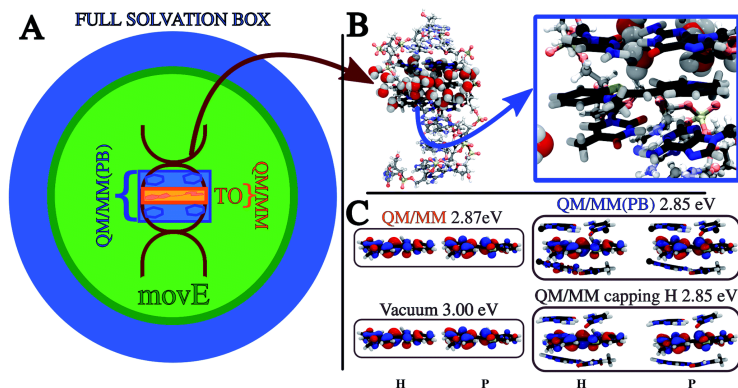 A
FULL SOLVATION BOX
QM/MM(PB)
TO
QM/MM
movE
B
C
QM/MM 2.87eV
QM/MM(PB) 2.85 eV
Vacuum 3.00 eV
QM/MM capping H 2.85 eV
H
P
H
P